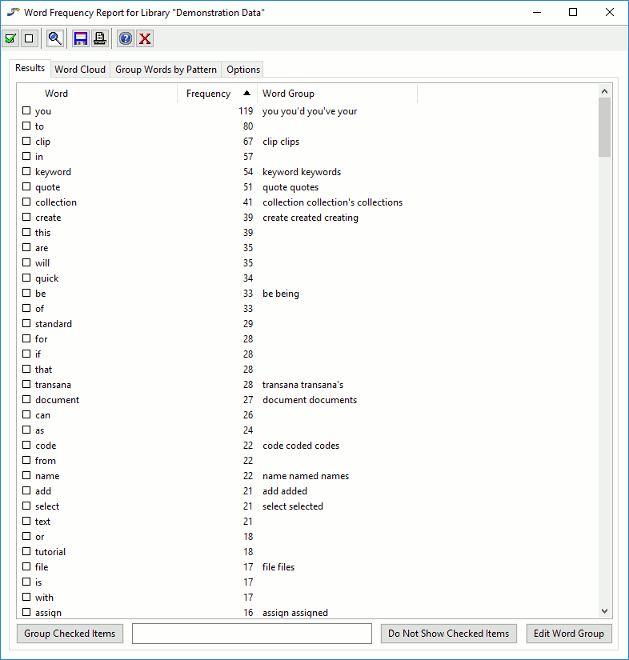 Word Frequency Report for Library "Demonstration Data"
Results Word Cloud Group Words by Pattern Options
Word Frequency Word Group
you 119 you you'd you've your
to 80
clip 67 clip clips
in 57
keyword 54 keyword keywords
quote 51 quote quotes
collection 41 collection collection's collections
create 39 create created creating
this 39
are 35
will 35
quick 34
be 33 be being
of 33
standard 29
for 28
if 28
that 28
transana 28 transana transana's
document 27 document documents
can 26
as 24
code 22 code coded codes
from 22
name 22 name named names
add 21 add added
select 21 select selected
text 21
or 18
tutorial 18
file 17 file files
is 17
with 17
assign 16 assign assigned
Group Checked Items Do Not Show Checked Items Edit Word Group